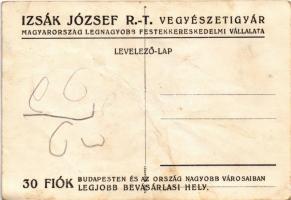 IZSÁK JÓZSEF R.-T. VEGYÉSZETIGYÁR
MAGYARORSZÁG LEGNAGYOBB FESTÉKKERESKEDELMI VÁLLALATA
LEVELEZŐ-LAP
30 FIÓK BUDAPESTEN ÉS AZ ORSZÁG NAGYOBB VÁROSAIBAN
LEGJOBB BEVÁSÁRLÁSI HELY.